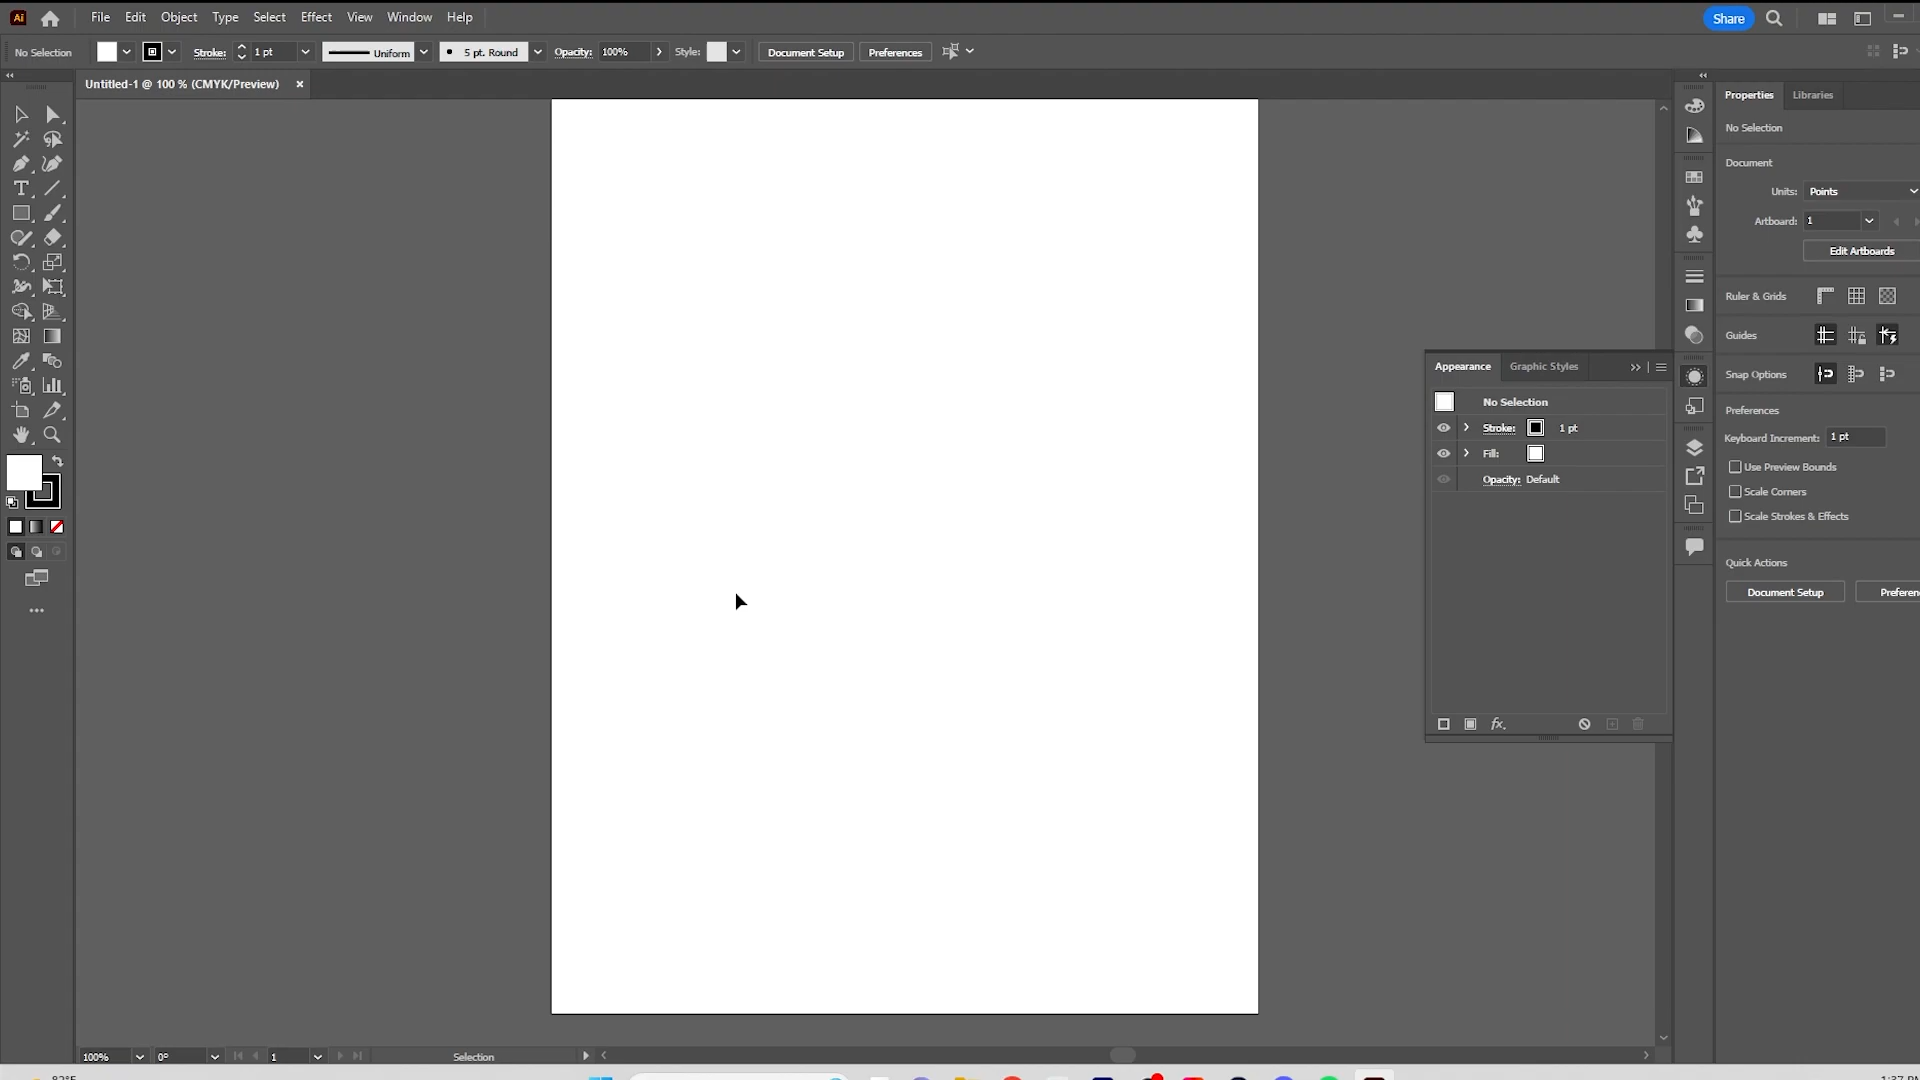 Ai File Edit Object Type Select Effect View Window Help Share
No Selection Stroke: 1 pt Uniform 5 pt. Round Opacity: 100% Style: Document Setup Preferences
Untitled-1 @ 100 % (CMYK/Preview) ×
Properties Libraries
No Selection
Document
Units: Points
Artboard: 1
Edit Artboards
Ruler & Grids
Guides
Snap Options
Preferences
Keyboard Increment: 1 pt
Use Preview Bounds
Scale Corners
Scale Strokes & Effects
Quick Actions
Document Setup Preferen
Appearance Graphic Styles
No Selection
Stroke: 1 pt
Fill:
Opacity: Default
fx.
100% 0° 1 Selection